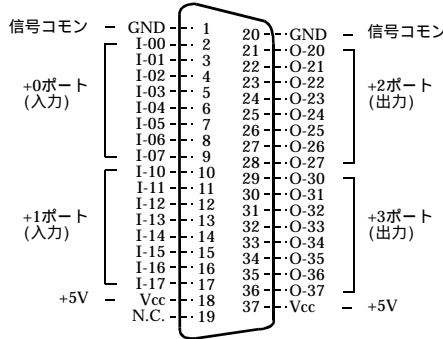 信号コモン － GND 1
I-00 2
I-01 3
I-02 4
I-03 5
I-04 6
I-05 7
I-06 8
I-07 9
+0ポート
(入力)
I-10 10
I-11 11
I-12 12
I-13 13
I-14 14
I-15 15
I-16 16
I-17 17
+1ポート
(入力)
+5V － Vcc 18
N.C. 19
20 GND － 信号コモン
21 O-20
22 O-21
23 O-22
24 O-23
25 O-24
26 O-25
27 O-26
28 O-27
+2ポート
(出力)
29 O-30
30 O-31
31 O-32
32 O-33
33 O-34
34 O-35
35 O-36
36 O-37
+3ポート
(出力)
37 Vcc － +5V